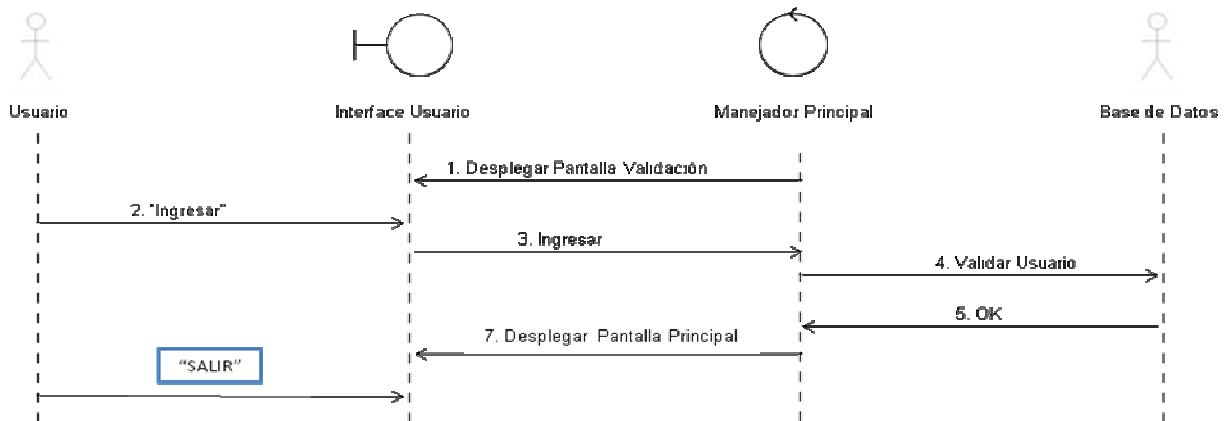 Usuario
Interface Usuario
Manejador Principal
Base de Datos
1. Desplegar Pantalla Validación
2. "Ingresar"
3. Ingresar
4. Validar Usuario
5. OK
7. Desplegar Pantalla Principal
“SALIR”